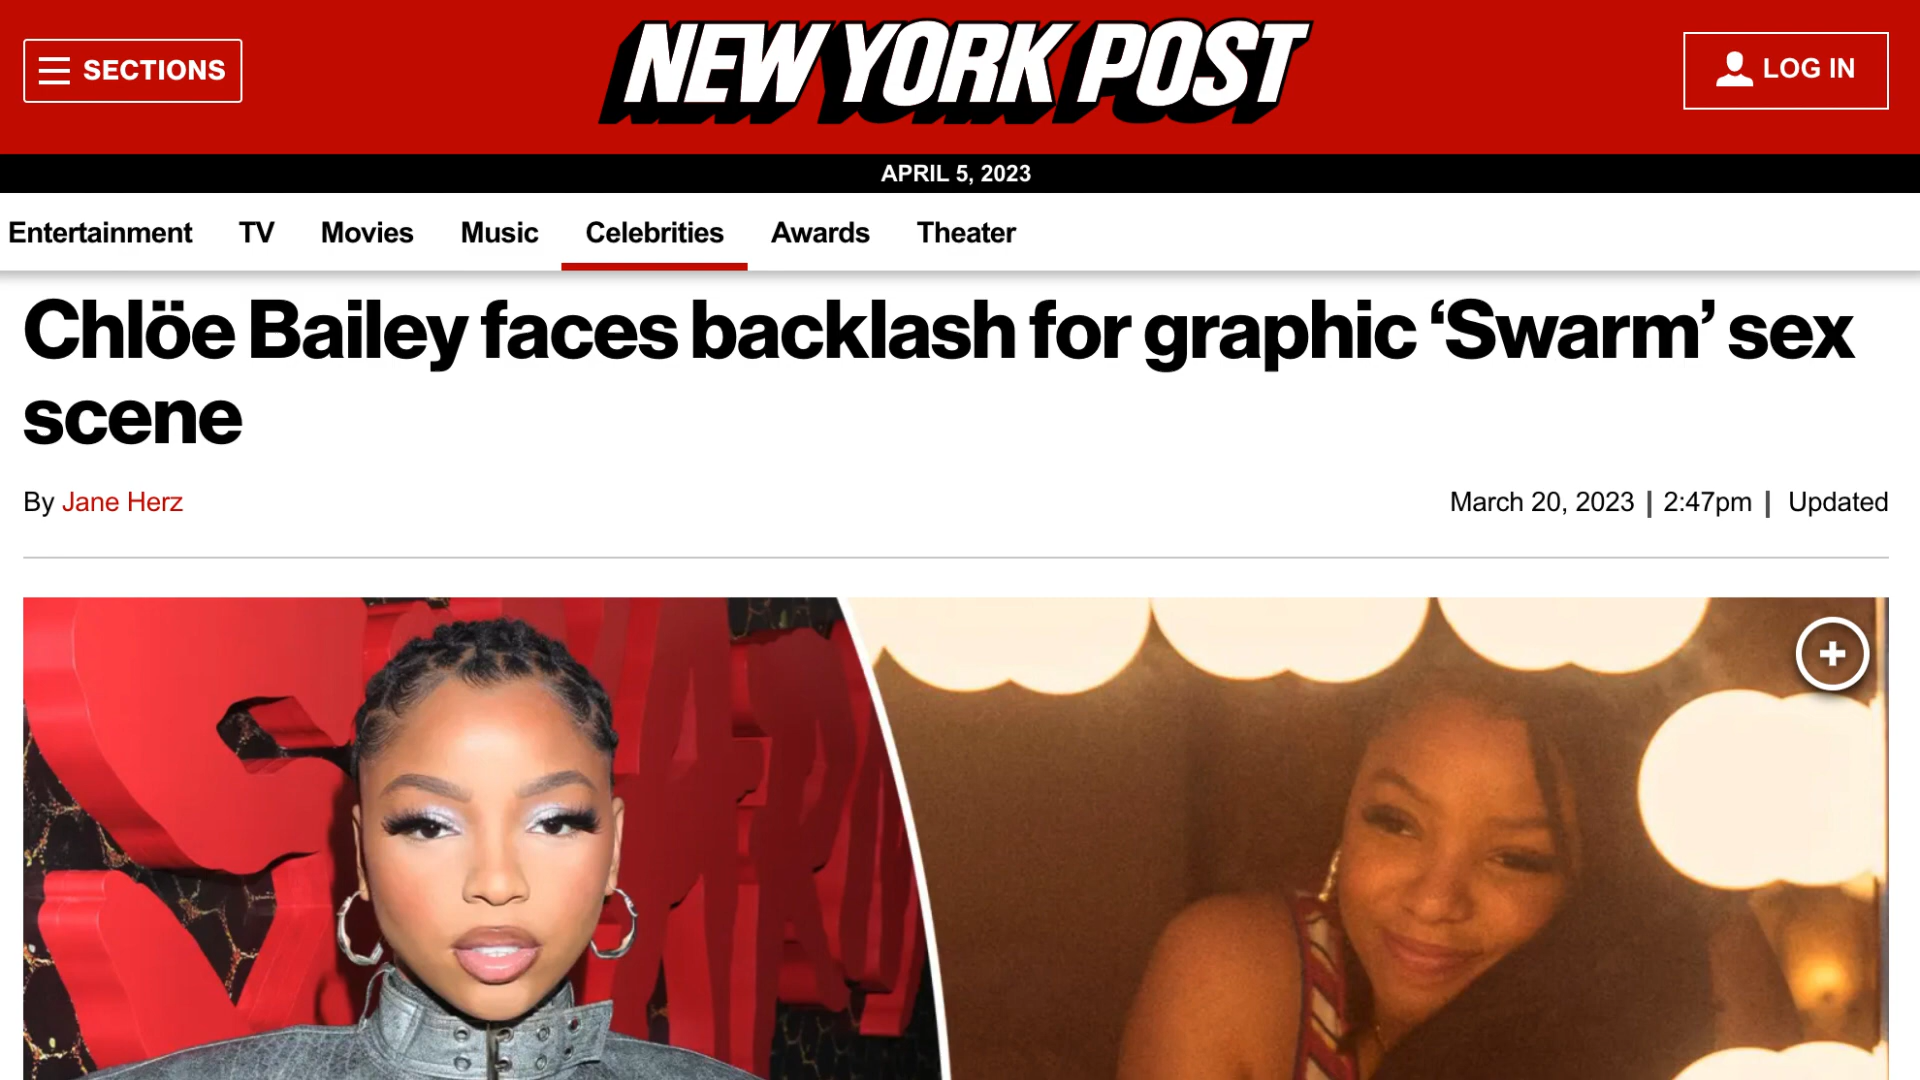 SECTIONS
NEW YORK POST
LOG IN
APRIL 5, 2023
Entertainment TV Movies Music Celebrities Awards Theater
Chlöe Bailey faces backlash for graphic ‘Swarm’ sex
scene
By Jane Herz
March 20, 2023 | 2:47pm | Updated